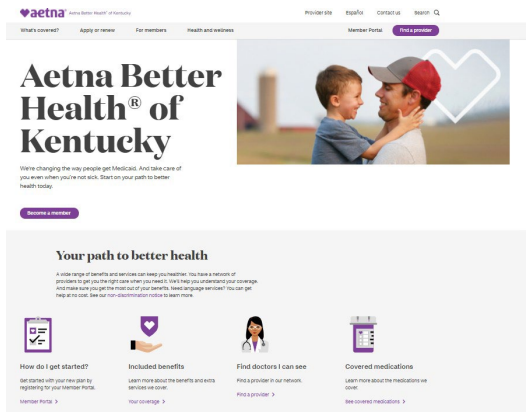 aetna® Aetna Better Health® of Kentucky
Provider site Español Contact us Search
What's covered? Apply or renew For members Health and wellness Member Portal Find a provider
Aetna Better
Health® of
Kentucky
We're changing the way people get Medicaid. And take care of
you even when you're not sick. Start on your path to better
health today.
Become a member
Your path to better health
A wide range of benefits and services can keep you healthier. You have a network of
providers to get you the right care when you need it. We'll help you understand your coverage.
And make sure you get the most out of your benefits. Need language services? You can get
help at no cost. See our non-discrimination notice to learn more.
How do I get started?
Get started with your new plan by
registering for your Member Portal.
Member Portal >
Included benefits
Learn more about the benefits and extra
services we cover.
Your coverage >
Find doctors I can see
Find a provider in our network.
Find a provider >
Covered medications
Learn more about the medications we
cover.
See covered medications >